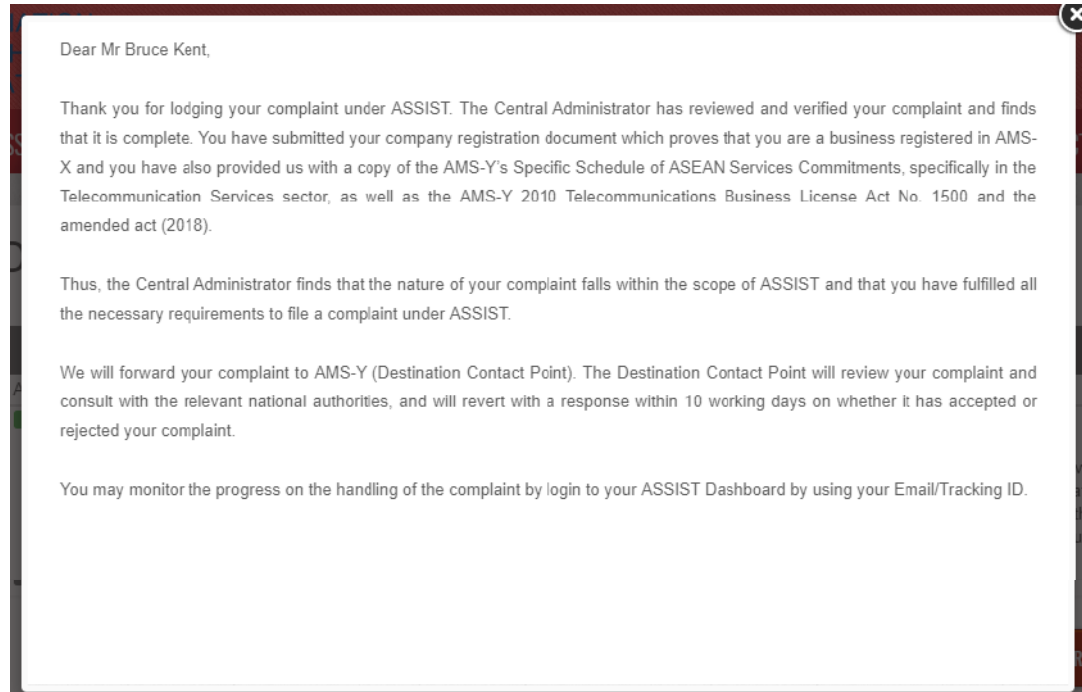 Dear Mr Bruce Kent,
Thank you for lodging your complaint under ASSIST. The Central Administrator has reviewed and verified your complaint and finds
that it is complete. You have submitted your company registration document which proves that you are a business registered in AMS-
X and you have also provided us with a copy of the AMS-Y's Specific Schedule of ASEAN Services Commitments, specifically in the
Telecommunication Services sector, as well as the AMS-Y 2010 Telecommunications Business License Act No. 1500 and the
amended act (2018).
Thus, the Central Administrator finds that the nature of your complaint falls within the scope of ASSIST and that you have fulfilled all
the necessary requirements to file a complaint under ASSIST.
We will forward your complaint to AMS-Y (Destination Contact Point). The Destination Contact Point will review your complaint and
consult with the relevant national authorities, and will revert with a response within 10 working days on whether it has accepted or
rejected your complaint.
You may monitor the progress on the handling of the complaint by login to your ASSIST Dashboard by using your Email/Tracking ID.